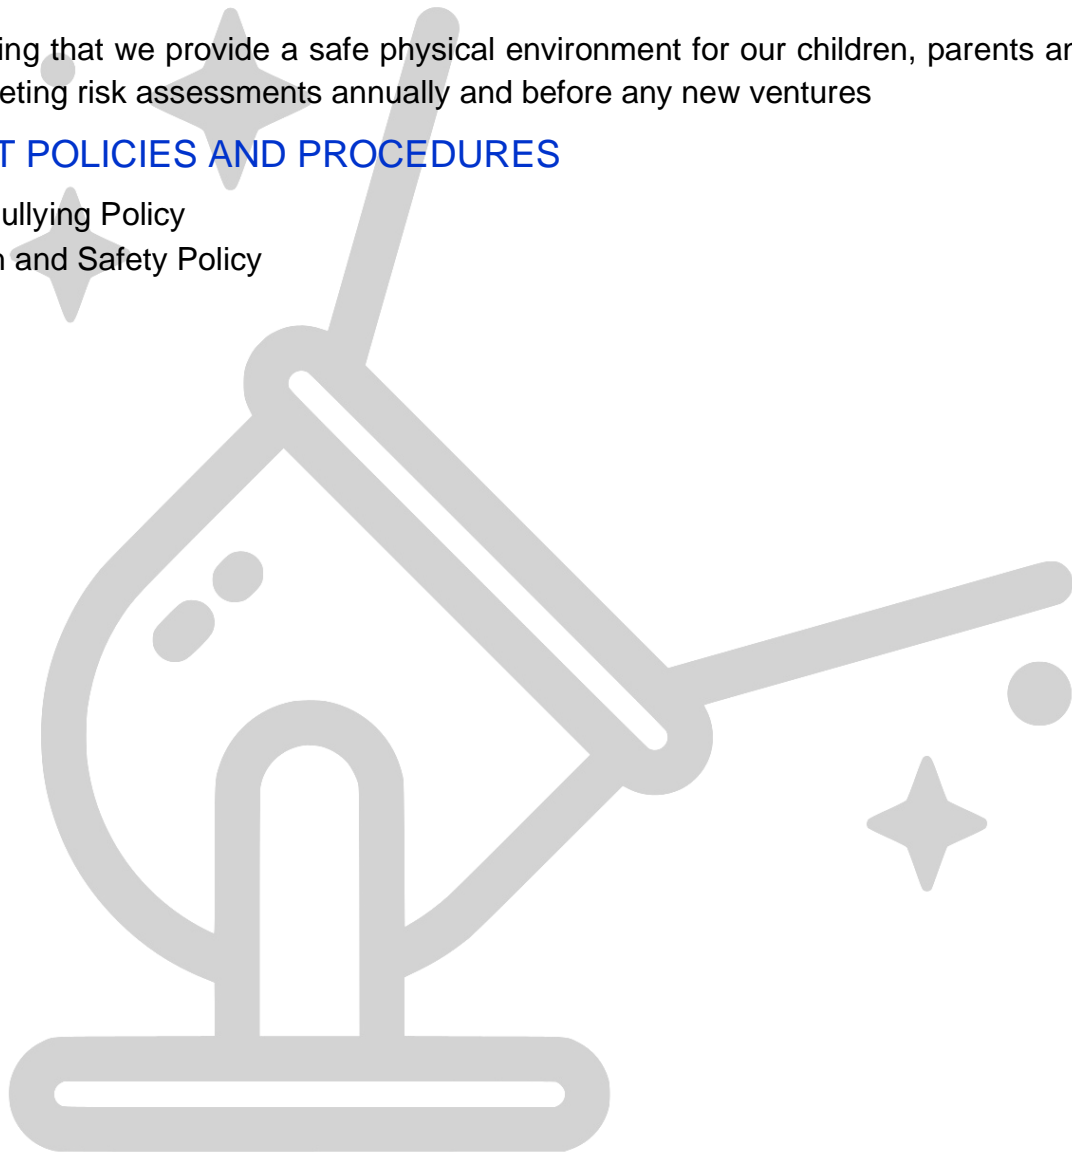 ing that we provide a safe physical environment for our children, parents an
eting risk assessments annually and before any new ventures
T POLICIES AND PROCEDURES
ullying Policy
n and Safety Policy